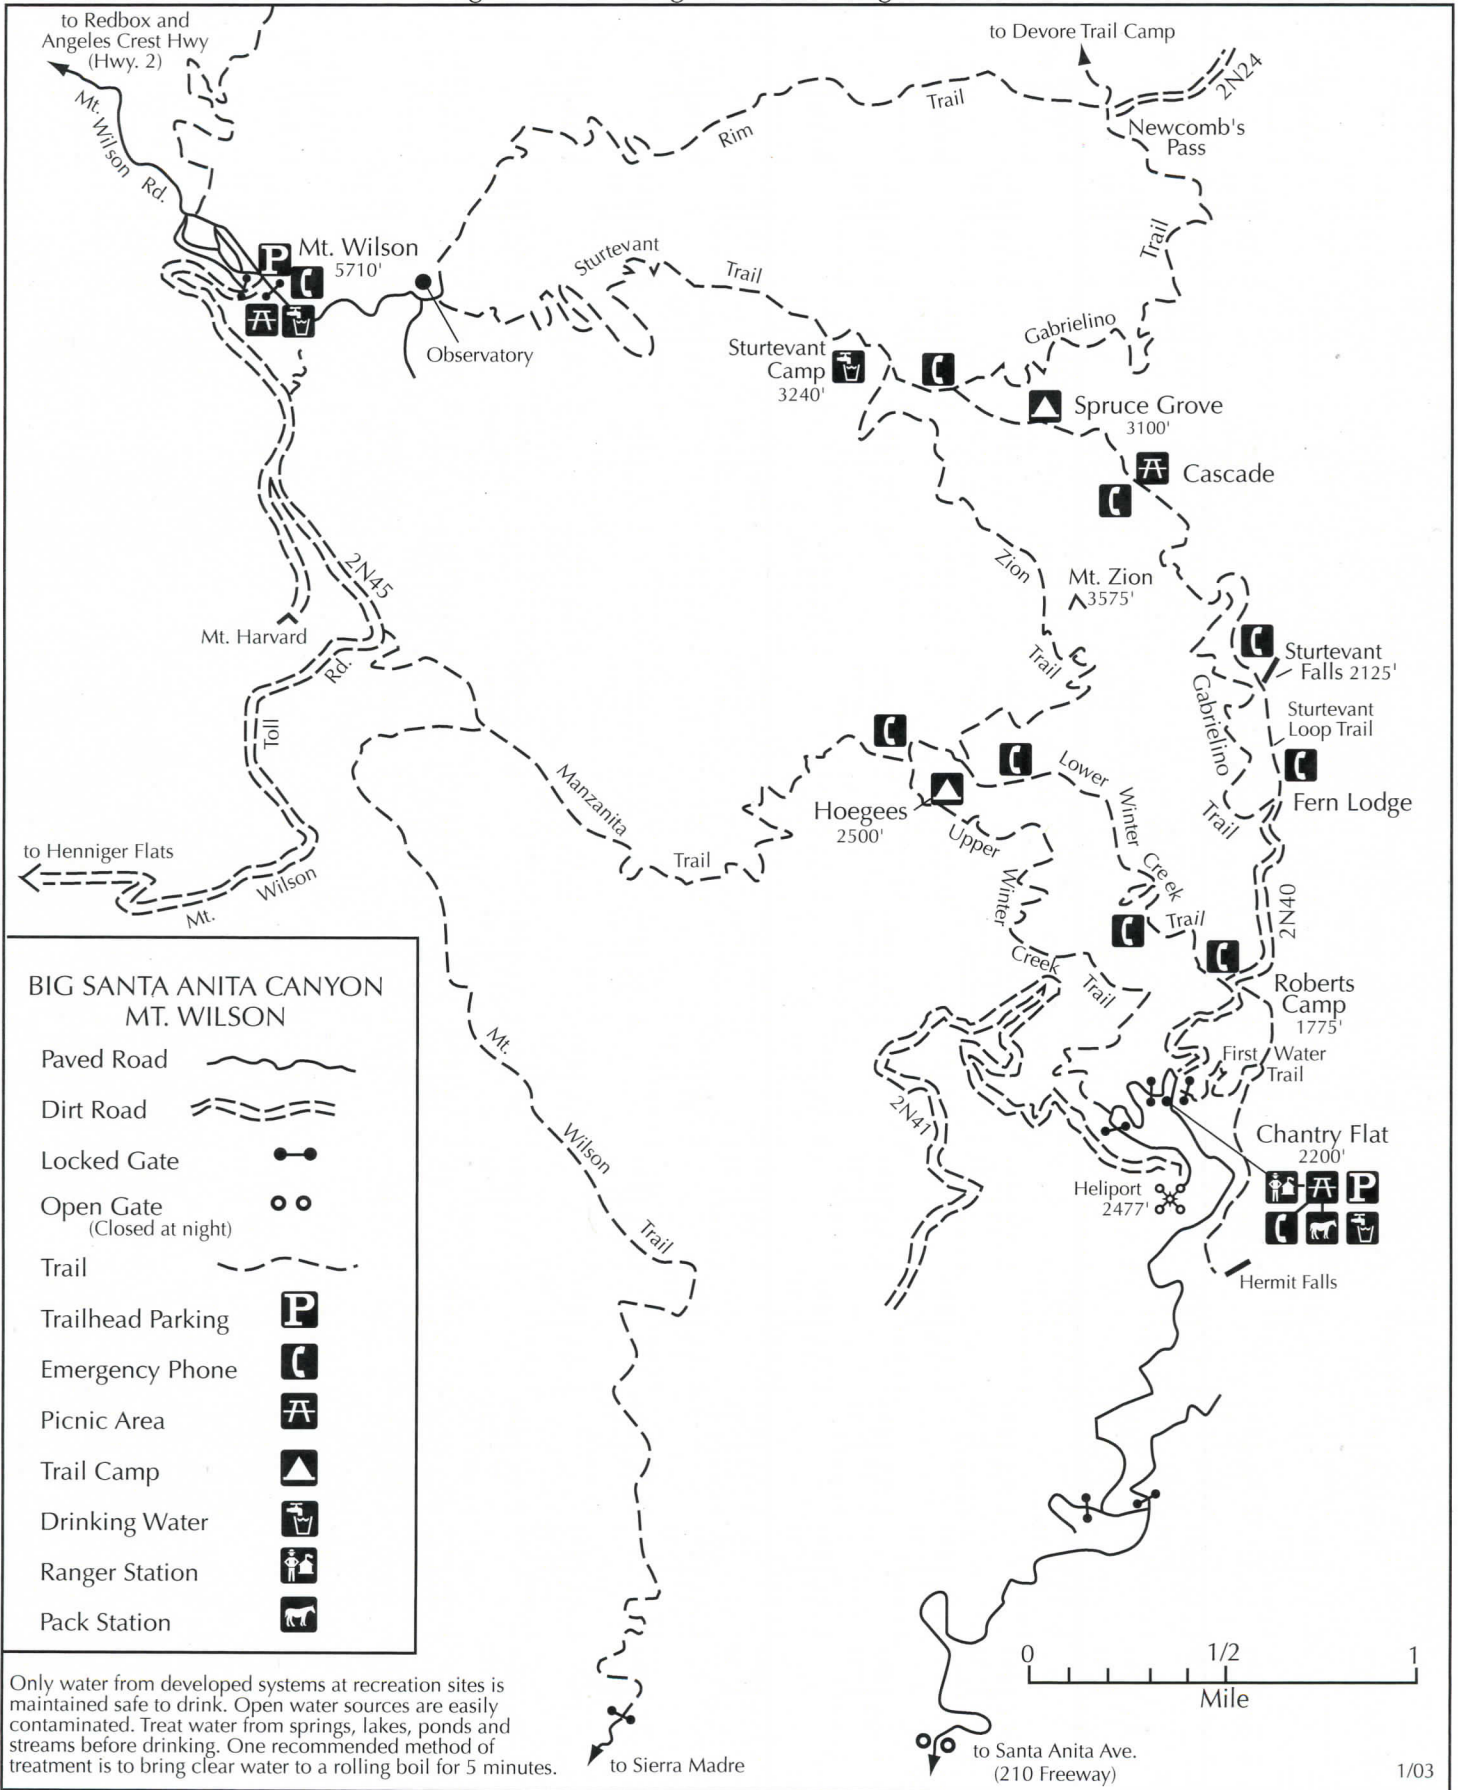 to Redbox and
Angeles Crest Hwy
(Hwy. 2)
Mt. Wilson Rd.
to Devore Trail Camp
2N24
Rim Trail
Newcomb's
Pass
Mt. Wilson
5710'
Observatory
Sturtevant Trail
Trail
Gabrielino
Sturtevant
Camp
3240'
Spruce Grove
3100'
Cascade
Zion
Trail
Mt. Zion
3575'
2N45
Mt. Harvard
Rd.
Toll
Wilson
Mt.
to Henniger Flats
Sturtevant
Falls 2125'
Sturtevant
Loop Trail
Gabrielino
Trail
Fern Lodge
Manzanita
Trail
Hoegees
2500'
Lower
Winter
Creek
Trail
Upper
Winter
Creek
Trail
2N40
Roberts
Camp
1775'
First Water
Trail
2N41
Chantry Flat
2200'
Heliport
2477'
Hermit Falls
Mt.
Wilson
Trail
BIG SANTA ANITA CANYON
MT. WILSON
Paved Road
Dirt Road
Locked Gate
Open Gate
(Closed at night)
Trail
Trailhead Parking P
Emergency Phone
Picnic Area
Trail Camp
Drinking Water
Ranger Station
Pack Station
P
P
0 1/2 1
Mile
Only water from developed systems at recreation sites is
maintained safe to drink. Open water sources are easily
contaminated. Treat water from springs, lakes, ponds and
streams before drinking. One recommended method of
treatment is to bring clear water to a rolling boil for 5 minutes.
to Sierra Madre
to Santa Anita Ave.
(210 Freeway)
1/03